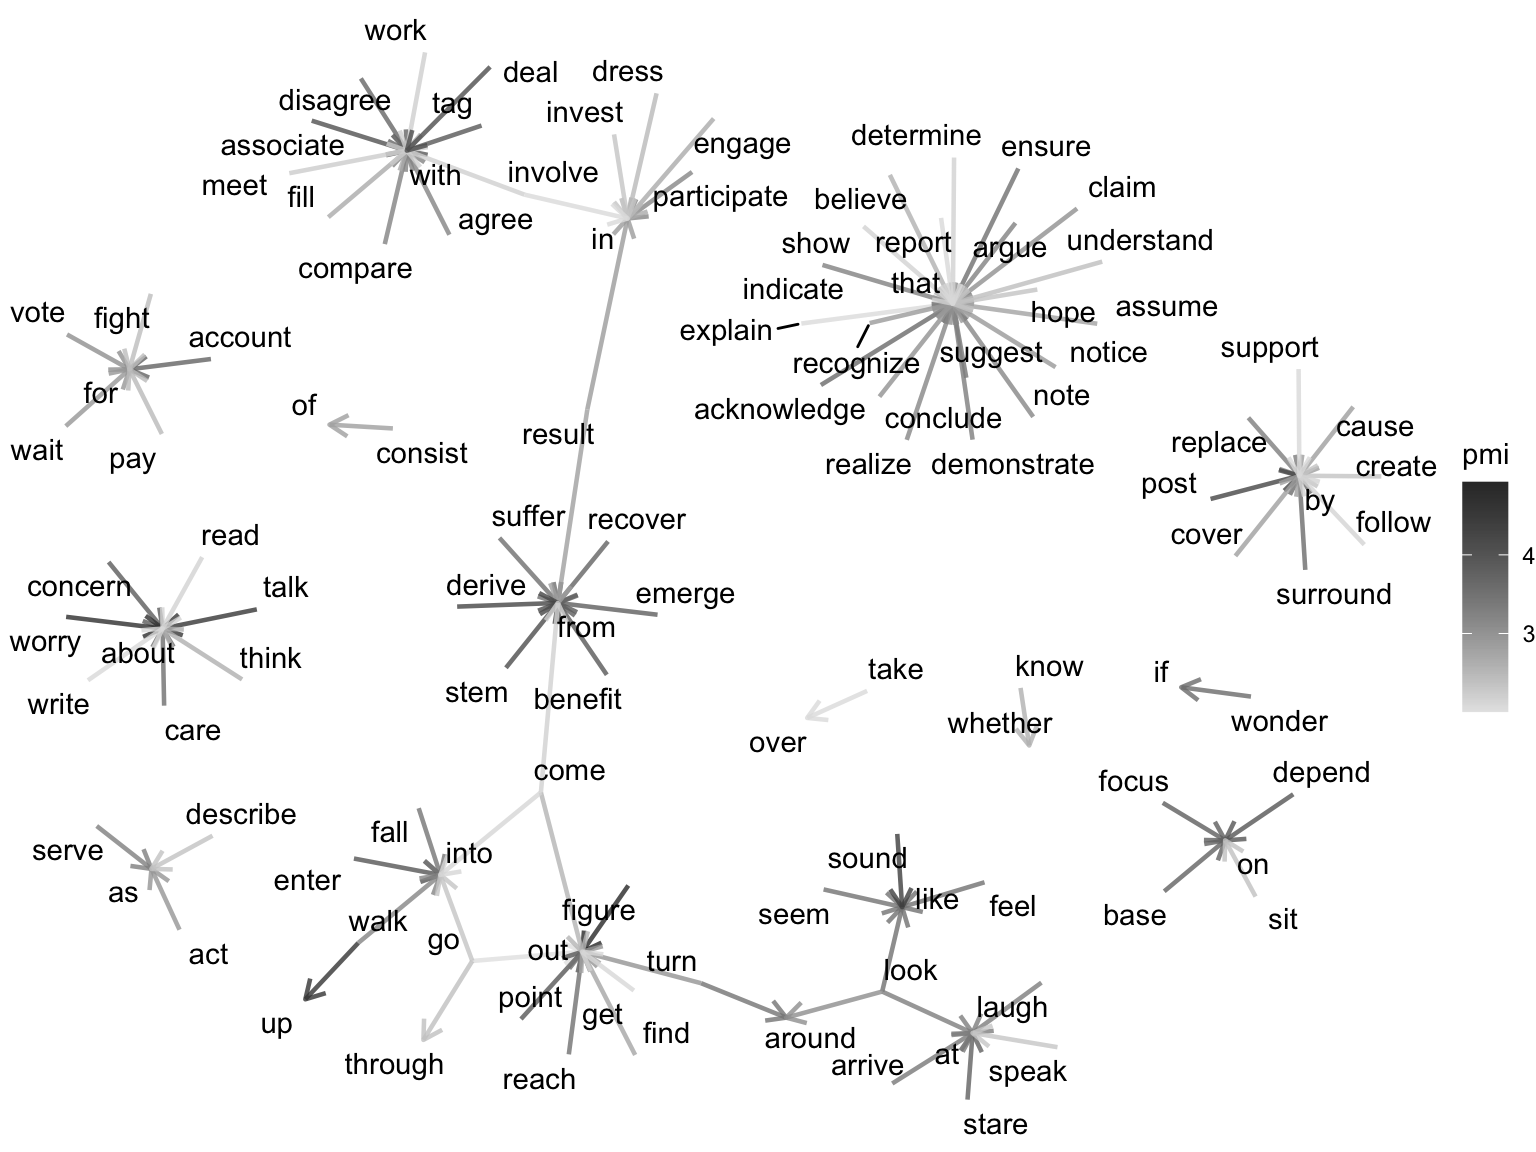 work
deal
dress
disagree
tag
invest
associate
meet
fill
with
involve
engage
participate
agree
in
compare
determine
ensure
believe
claim
show
report
argue
understand
indicate
that
explain
hope
assume
recognize
suggest
notice
acknowledge
conclude
note
realize
demonstrate
vote
fight
account
for
wait
pay
of
consist
result
support
replace
cause
create
post
by
cover
follow
surround
pmi
4
3
suffer
recover
derive
emerge
from
stem
benefit
read
concern
talk
worry
about
think
write
care
take
over
know
whether
if
wonder
focus
depend
on
base
sit
come
describe
serve
as
act
fall
into
enter
walk
go
up
through
figure
out
turn
point
get
find
reach
sound
like
feel
seem
look
laugh
around
at
arrive
speak
stare